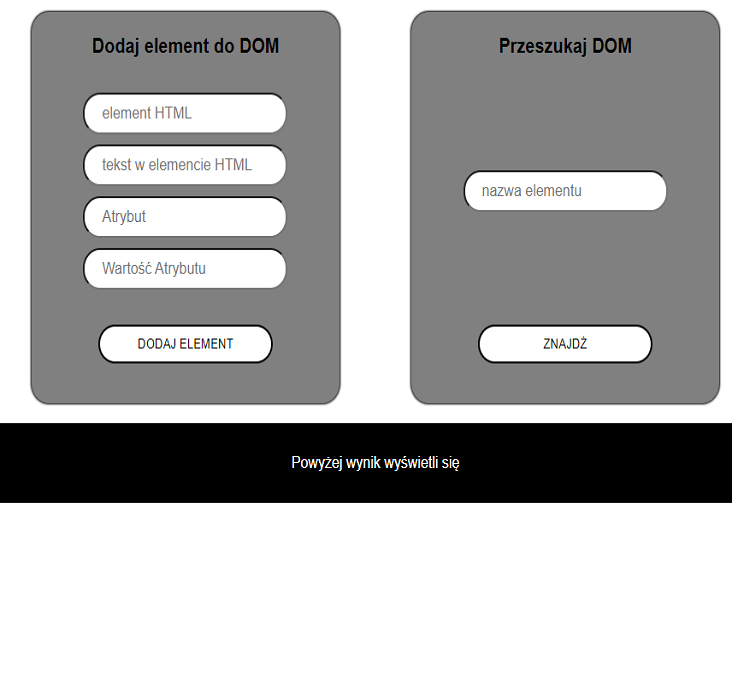 Dodaj element do DOM
element HTML
tekst w elemencie HTML
Atrybut
Wartość Atrybutu
DODAJ ELEMENT
Przeszukaj DOM
nazwa elementu
ZNAJDŹ
Powyżej wynik wyświetli się